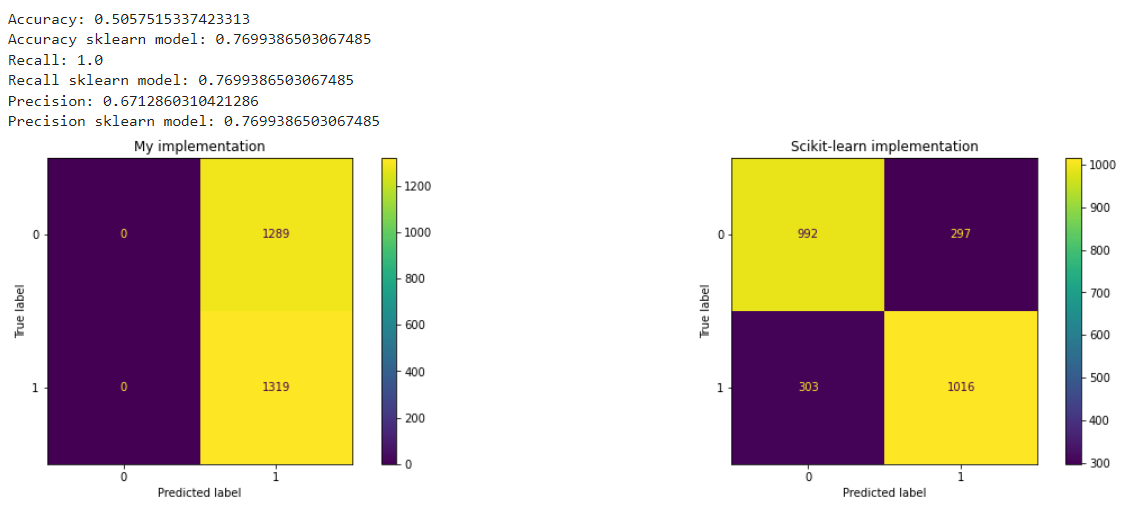 Accuracy: 0.5057515337423313
Accuracy sklearn model: 0.7699386503067485
Recall: 1.0
Recall sklearn model: 0.7699386503067485
Precision: 0.6712860310421286
Precision sklearn model: 0.7699386503067485
My implementation
0 0 1289
1 0 1319
True label
0 1
Predicted label
1200
1000
800
600
400
200
0
Scikit-learn implementation
0 992 297
1 303 1016
True label
0 1
Predicted label
1000
900
800
700
600
500
400
300